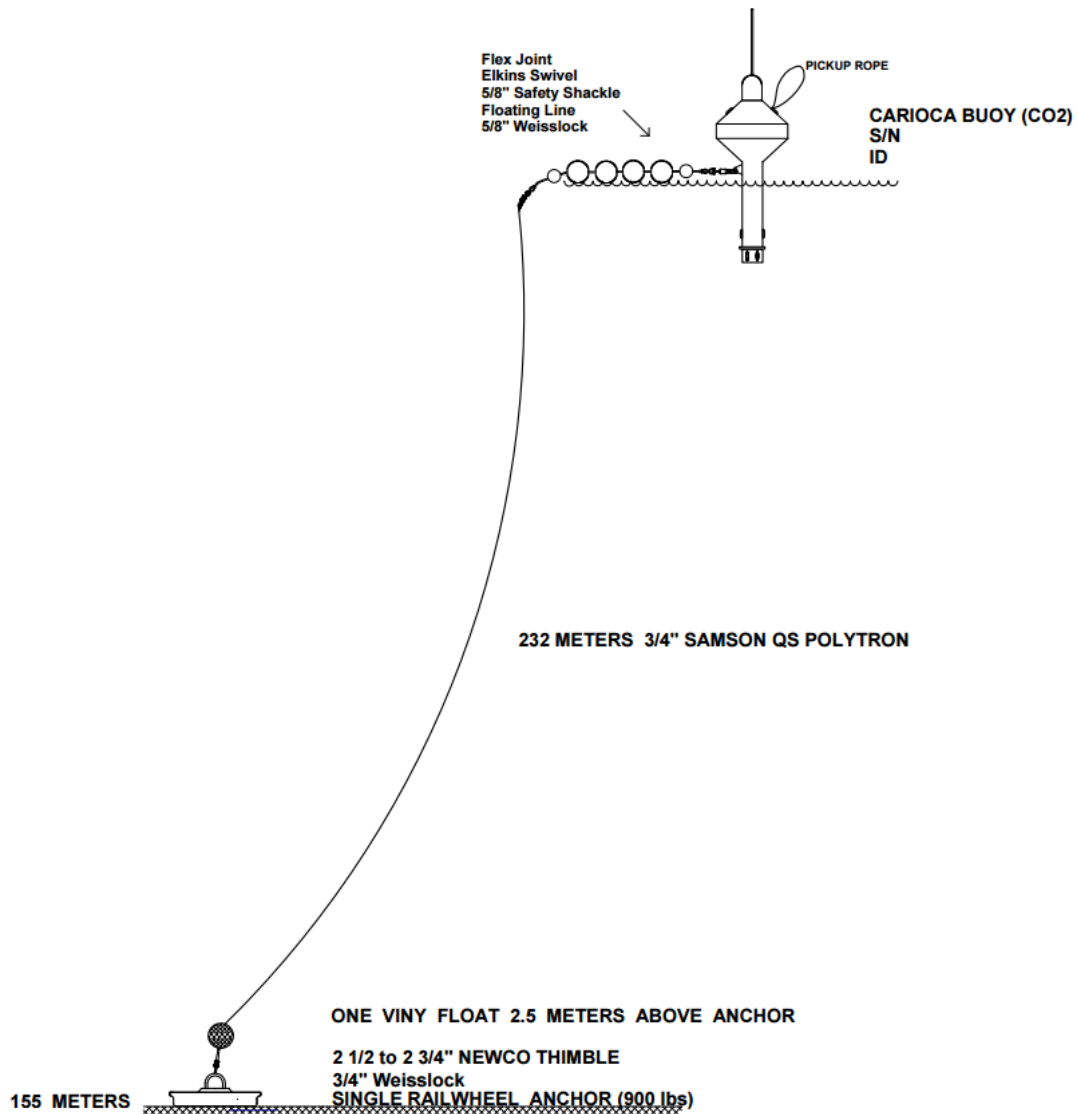 Flex Joint
Elkins Swivel
5/8" Safety Shackle
Floating Line
5/8" Weisslock
PICKUP ROPE
CARIOCA BUOY (CO2)
S/N
ID
232 METERS 3/4" SAMSON QS POLYTRON
ONE VINY FLOAT 2.5 METERS ABOVE ANCHOR
2 1/2 to 2 3/4" NEWCO THIMBLE
3/4" Weisslock
SINGLE RAILWHEEL ANCHOR (900 lbs)
155 METERS